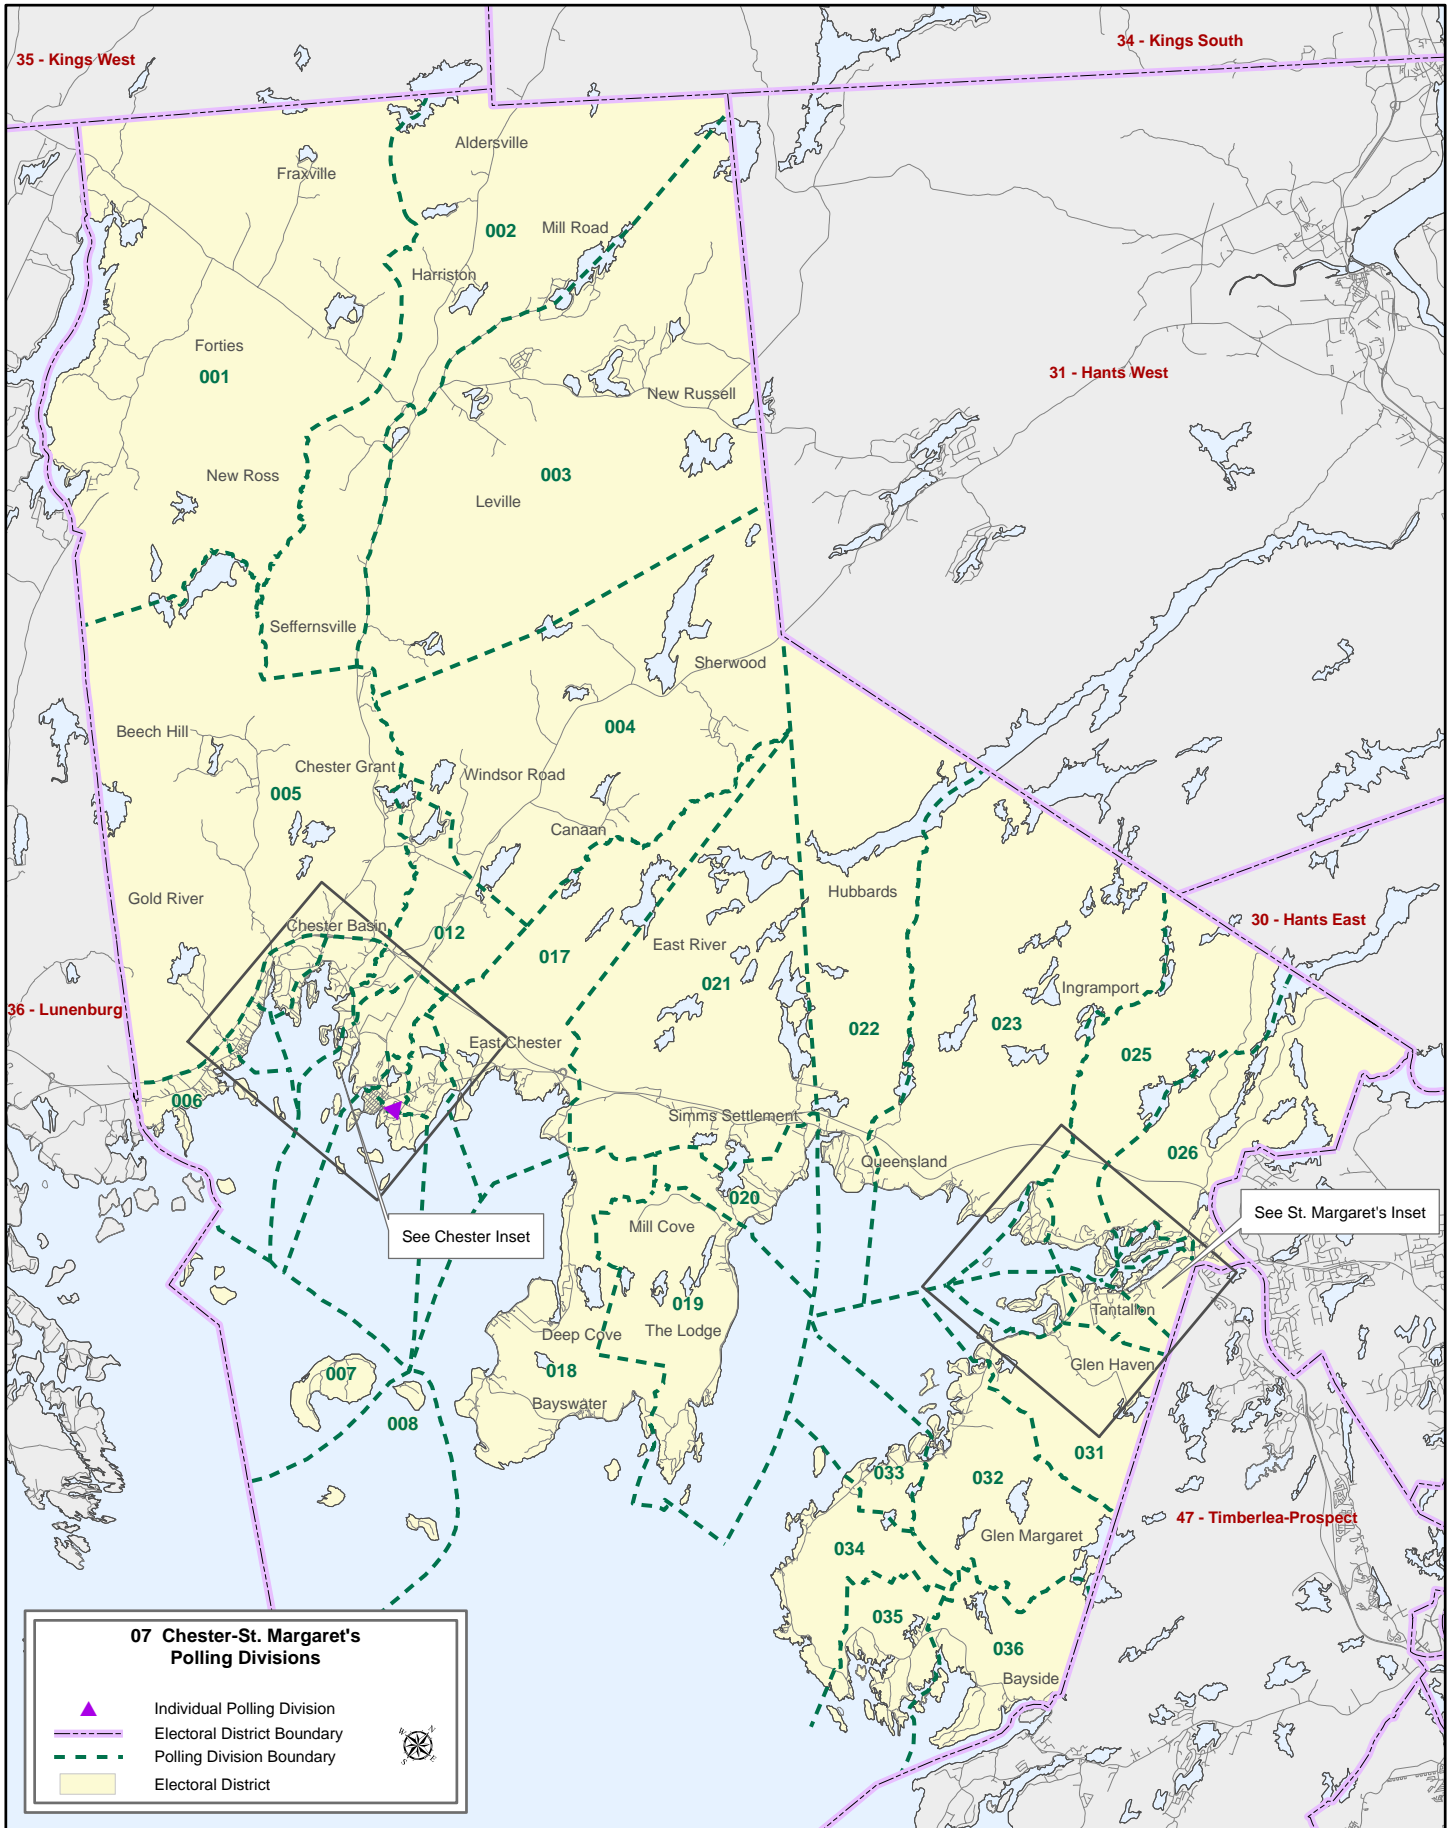 35 - Kings West
34 - Kings South
Aldersville
Fraxville
002
Mill Road
Harriston
Forties
001
31 - Hants West
New Russell
New Ross
003
Leville
Seffernsville
Sherwood
Beech Hill
004
Chester Grant
Windsor Road
005
Canaan
Hubbards
Gold River
Chester Basin
012
30 - Hants East
East River
017
021
Ingramport
36 - Lunenburg
022
023
East Chester
025
006
Simms Settlement
026
Queensland
020
See St. Margaret's Inset
Mill Cove
See Chester Inset
019
Tantallon
Deep Cove
The Lodge
Glen Haven
007
018
Bayswater
008
031
033
032
47 - Timberlea-Prospect
Glen Margaret
034
035
036
Bayside
07 Chester-St. Margaret's
Polling Divisions
Individual Polling Division
Electoral District Boundary
Polling Division Boundary
Electoral District
W N
S E